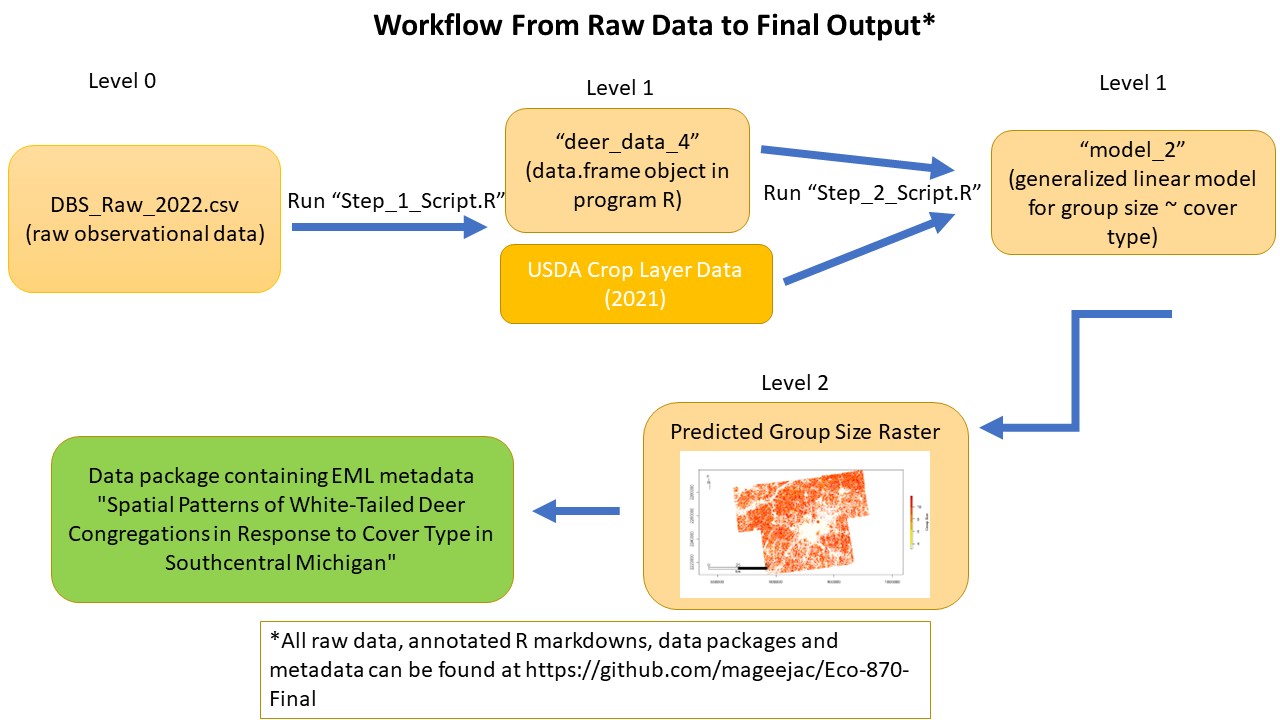 Workflow From Raw Data to Final Output*
Level 0
Level 1
Level 1
DBS_Raw_2022.csv
(raw observational data)
Run “Step_1_Script.R”
“deer_data_4”
(data.frame object in
program R)
USDA Crop Layer Data
(2021)
Run “Step_2_Script.R”
“model_2”
(generalized linear model
for group size ~ cover
type)
Level 2
Predicted Group Size Raster
Data package containing EML metadata
"Spatial Patterns of White-Tailed Deer
Congregations in Response to Cover Type in
Southcentral Michigan"
*All raw data, annotated R markdowns, data packages and
metadata can be found at https://github.com/mageejac/Eco-870-
Final